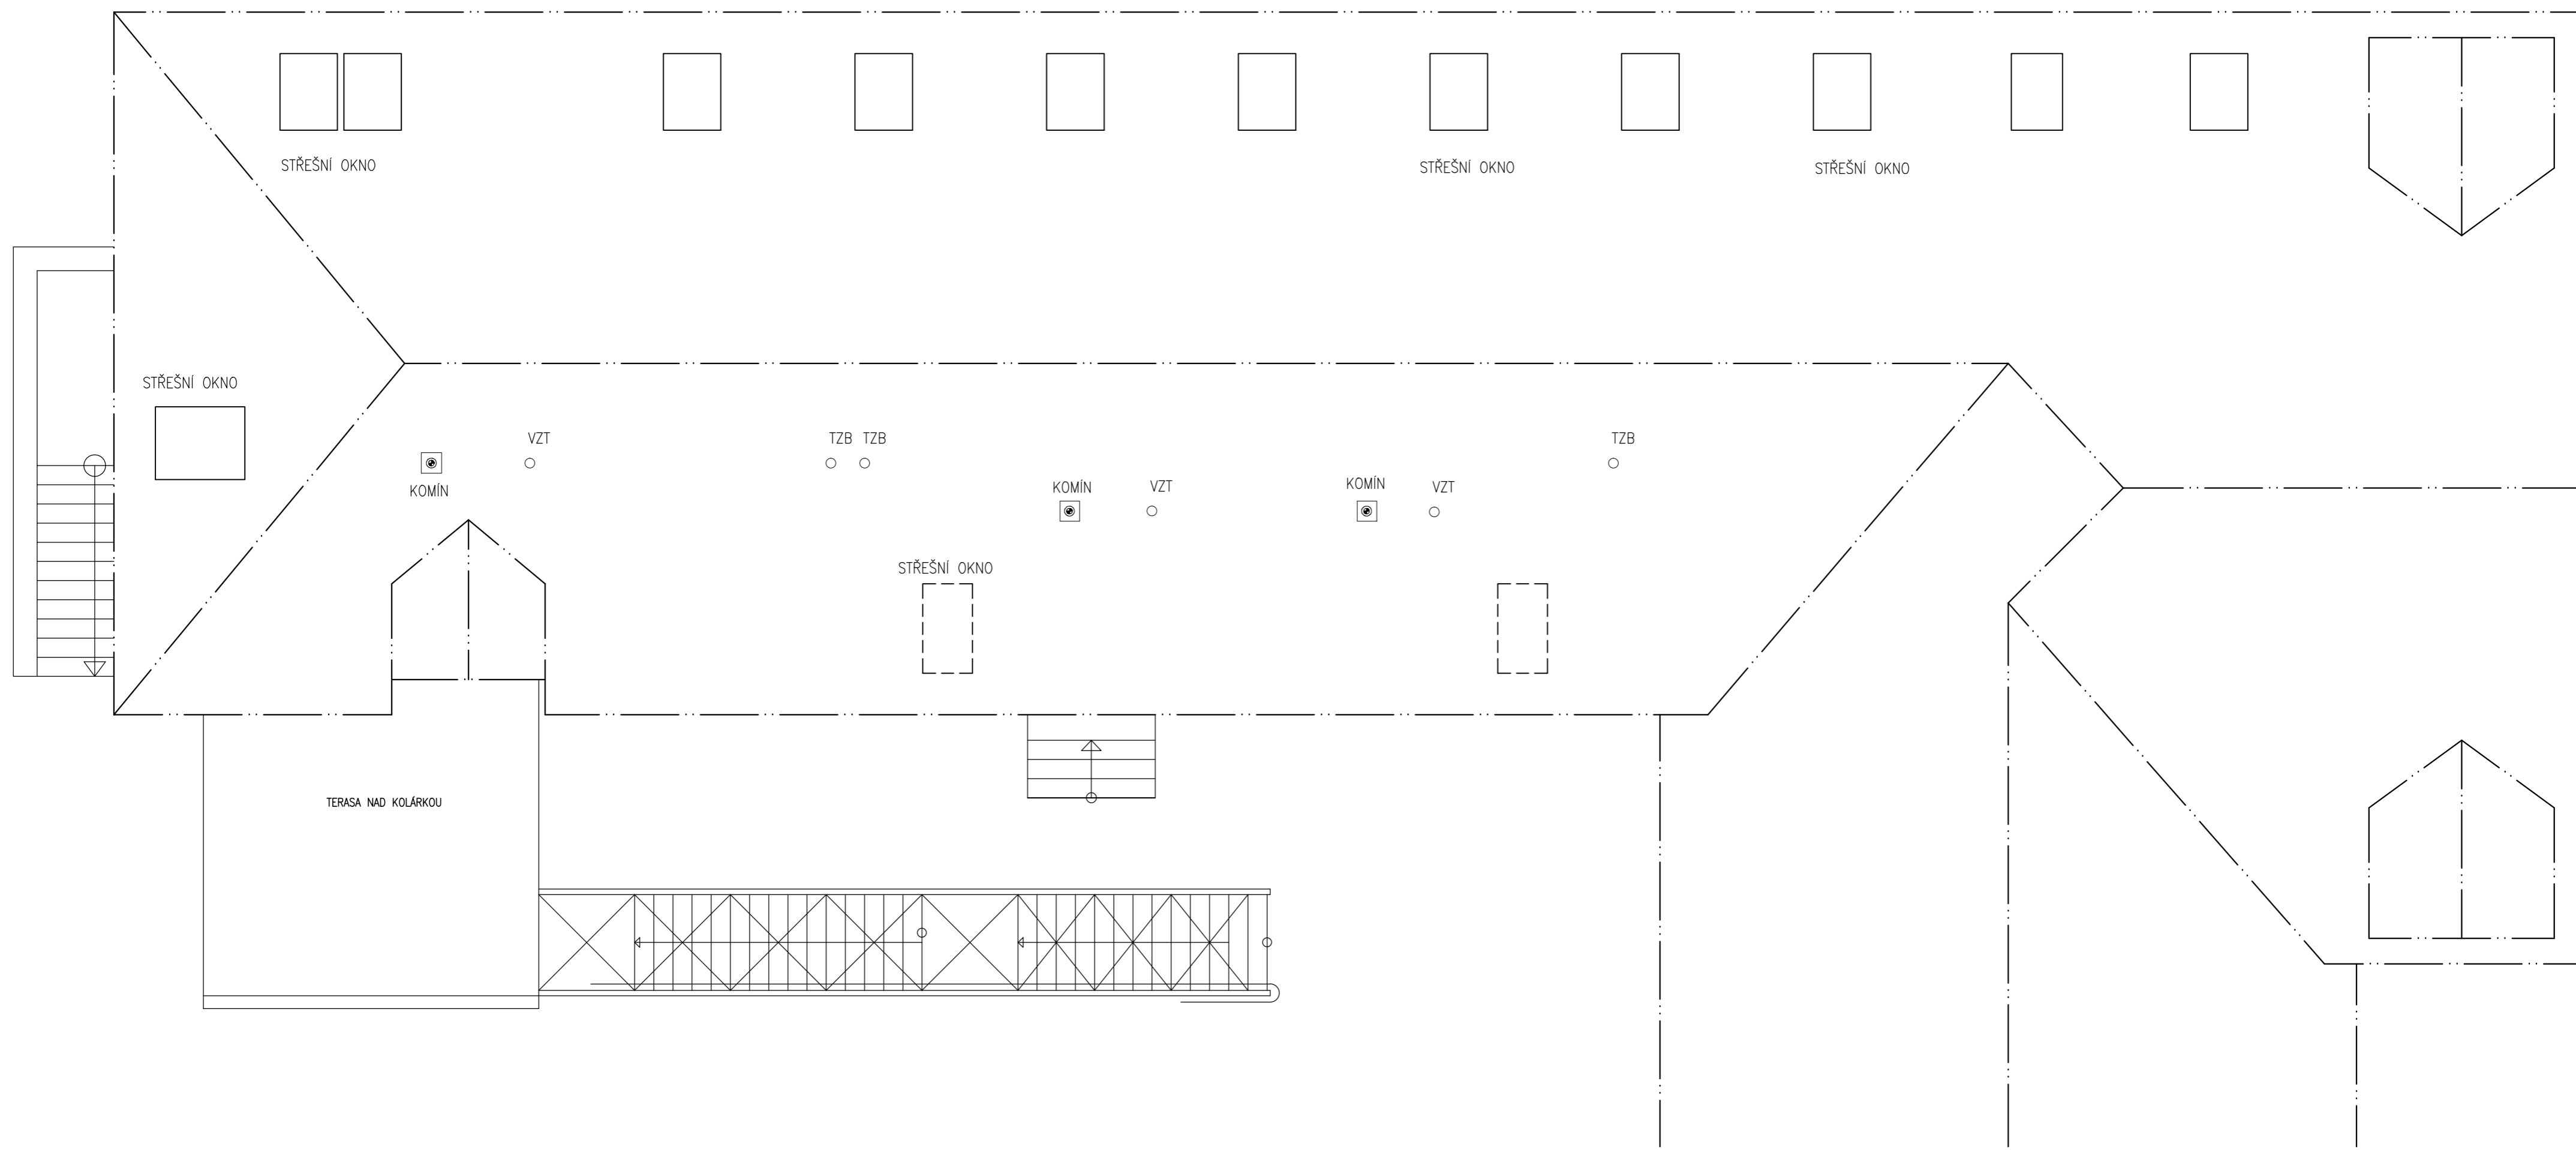 STŘEŠNÍ OKNO
STŘEŠNÍ OKNO
STŘEŠNÍ OKNO
STŘEŠNÍ OKNO
VZT
TZB TZB
TZB
KOMÍN
KOMÍN
VZT
KOMÍN
VZT
STŘEŠNÍ OKNO
TERASA NAD KOLÁRKOU